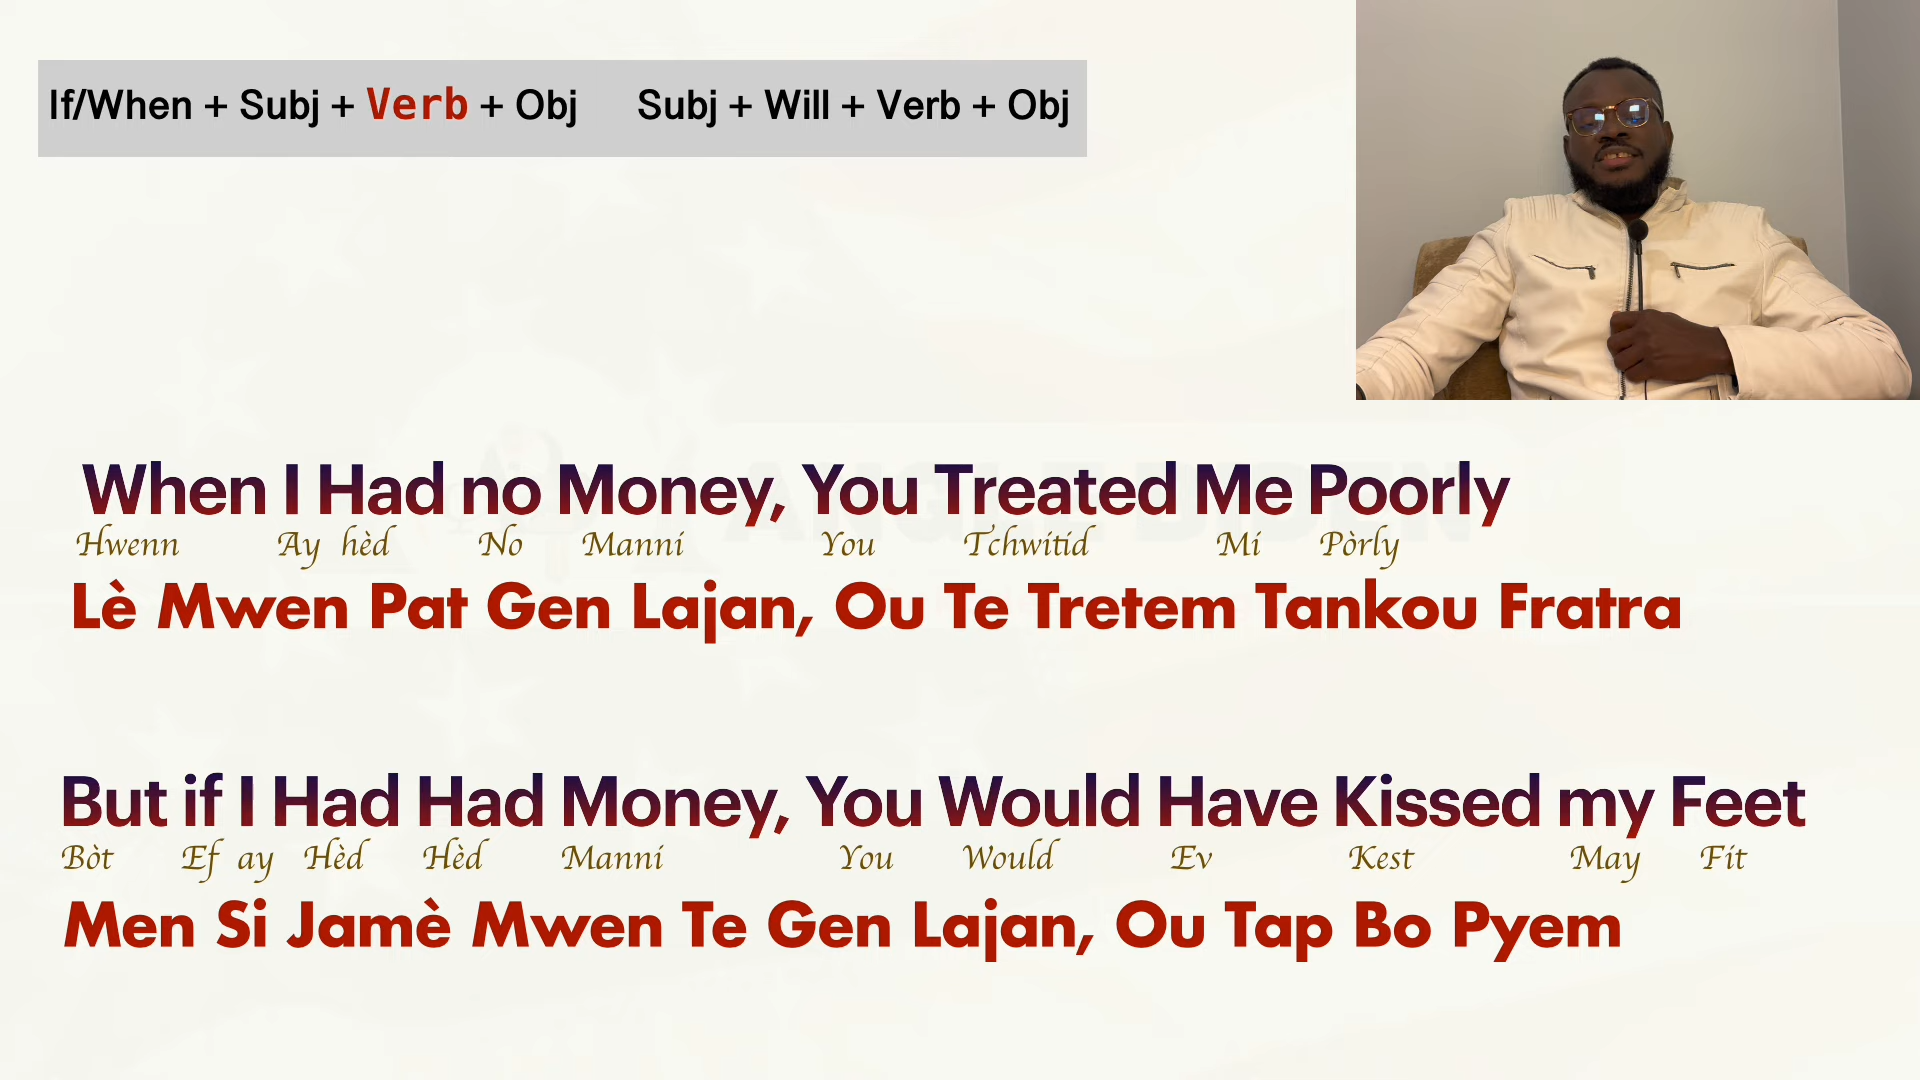 If/When + Subj + Verb + Obj Subj + Will + Verb + Obj
When I Had no Money, You Treated Me Poorly
Hwenn Ay hèd No Manni You Tchwitid Mi Pòrly
Lè Mwen Pat Gen Lajan, Ou Te Tretem Tankou Fratra
But if I Had Had Money, You Would Have Kissed my Feet
Bòt Ef ay Hèd Hèd Manni You Would Ev Kest May Fit
Men Si Jamè Mwen Te Gen Lajan, Ou Tap Bo Pyem